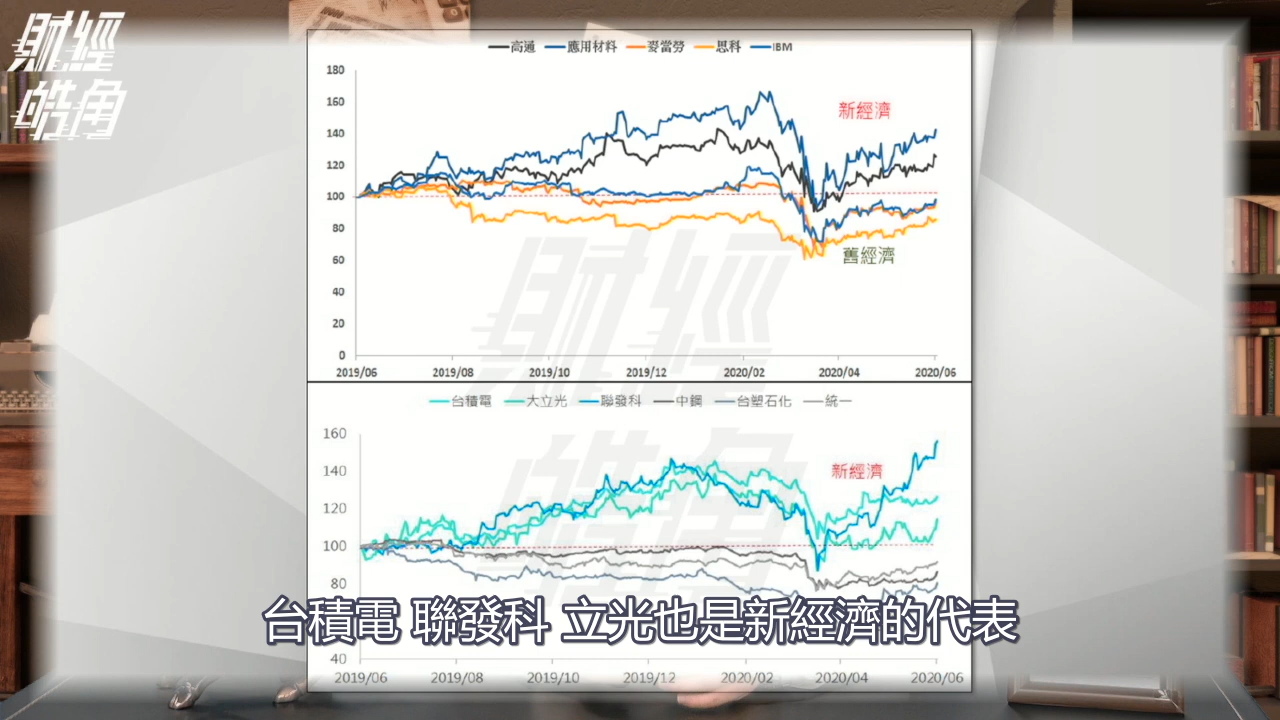 財經
皓角
高通 應用材料 麥當勞 思科 IBM
180
160
140
120
100
80
60
40
20
0
新經濟
舊經濟
2019/06 2019/08 2019/10 2019/12 2020/02 2020/04 2020/06
台積電 大立光 聯發科 中鋼 台塑石化 統一
160
140
120
100
80
40
新經濟
財經
皓角
台積電 聯發科 立光也是新經濟的代表
2019/06 2019/08 2019/10 2019/12 2020/02 2020/04 2020/06